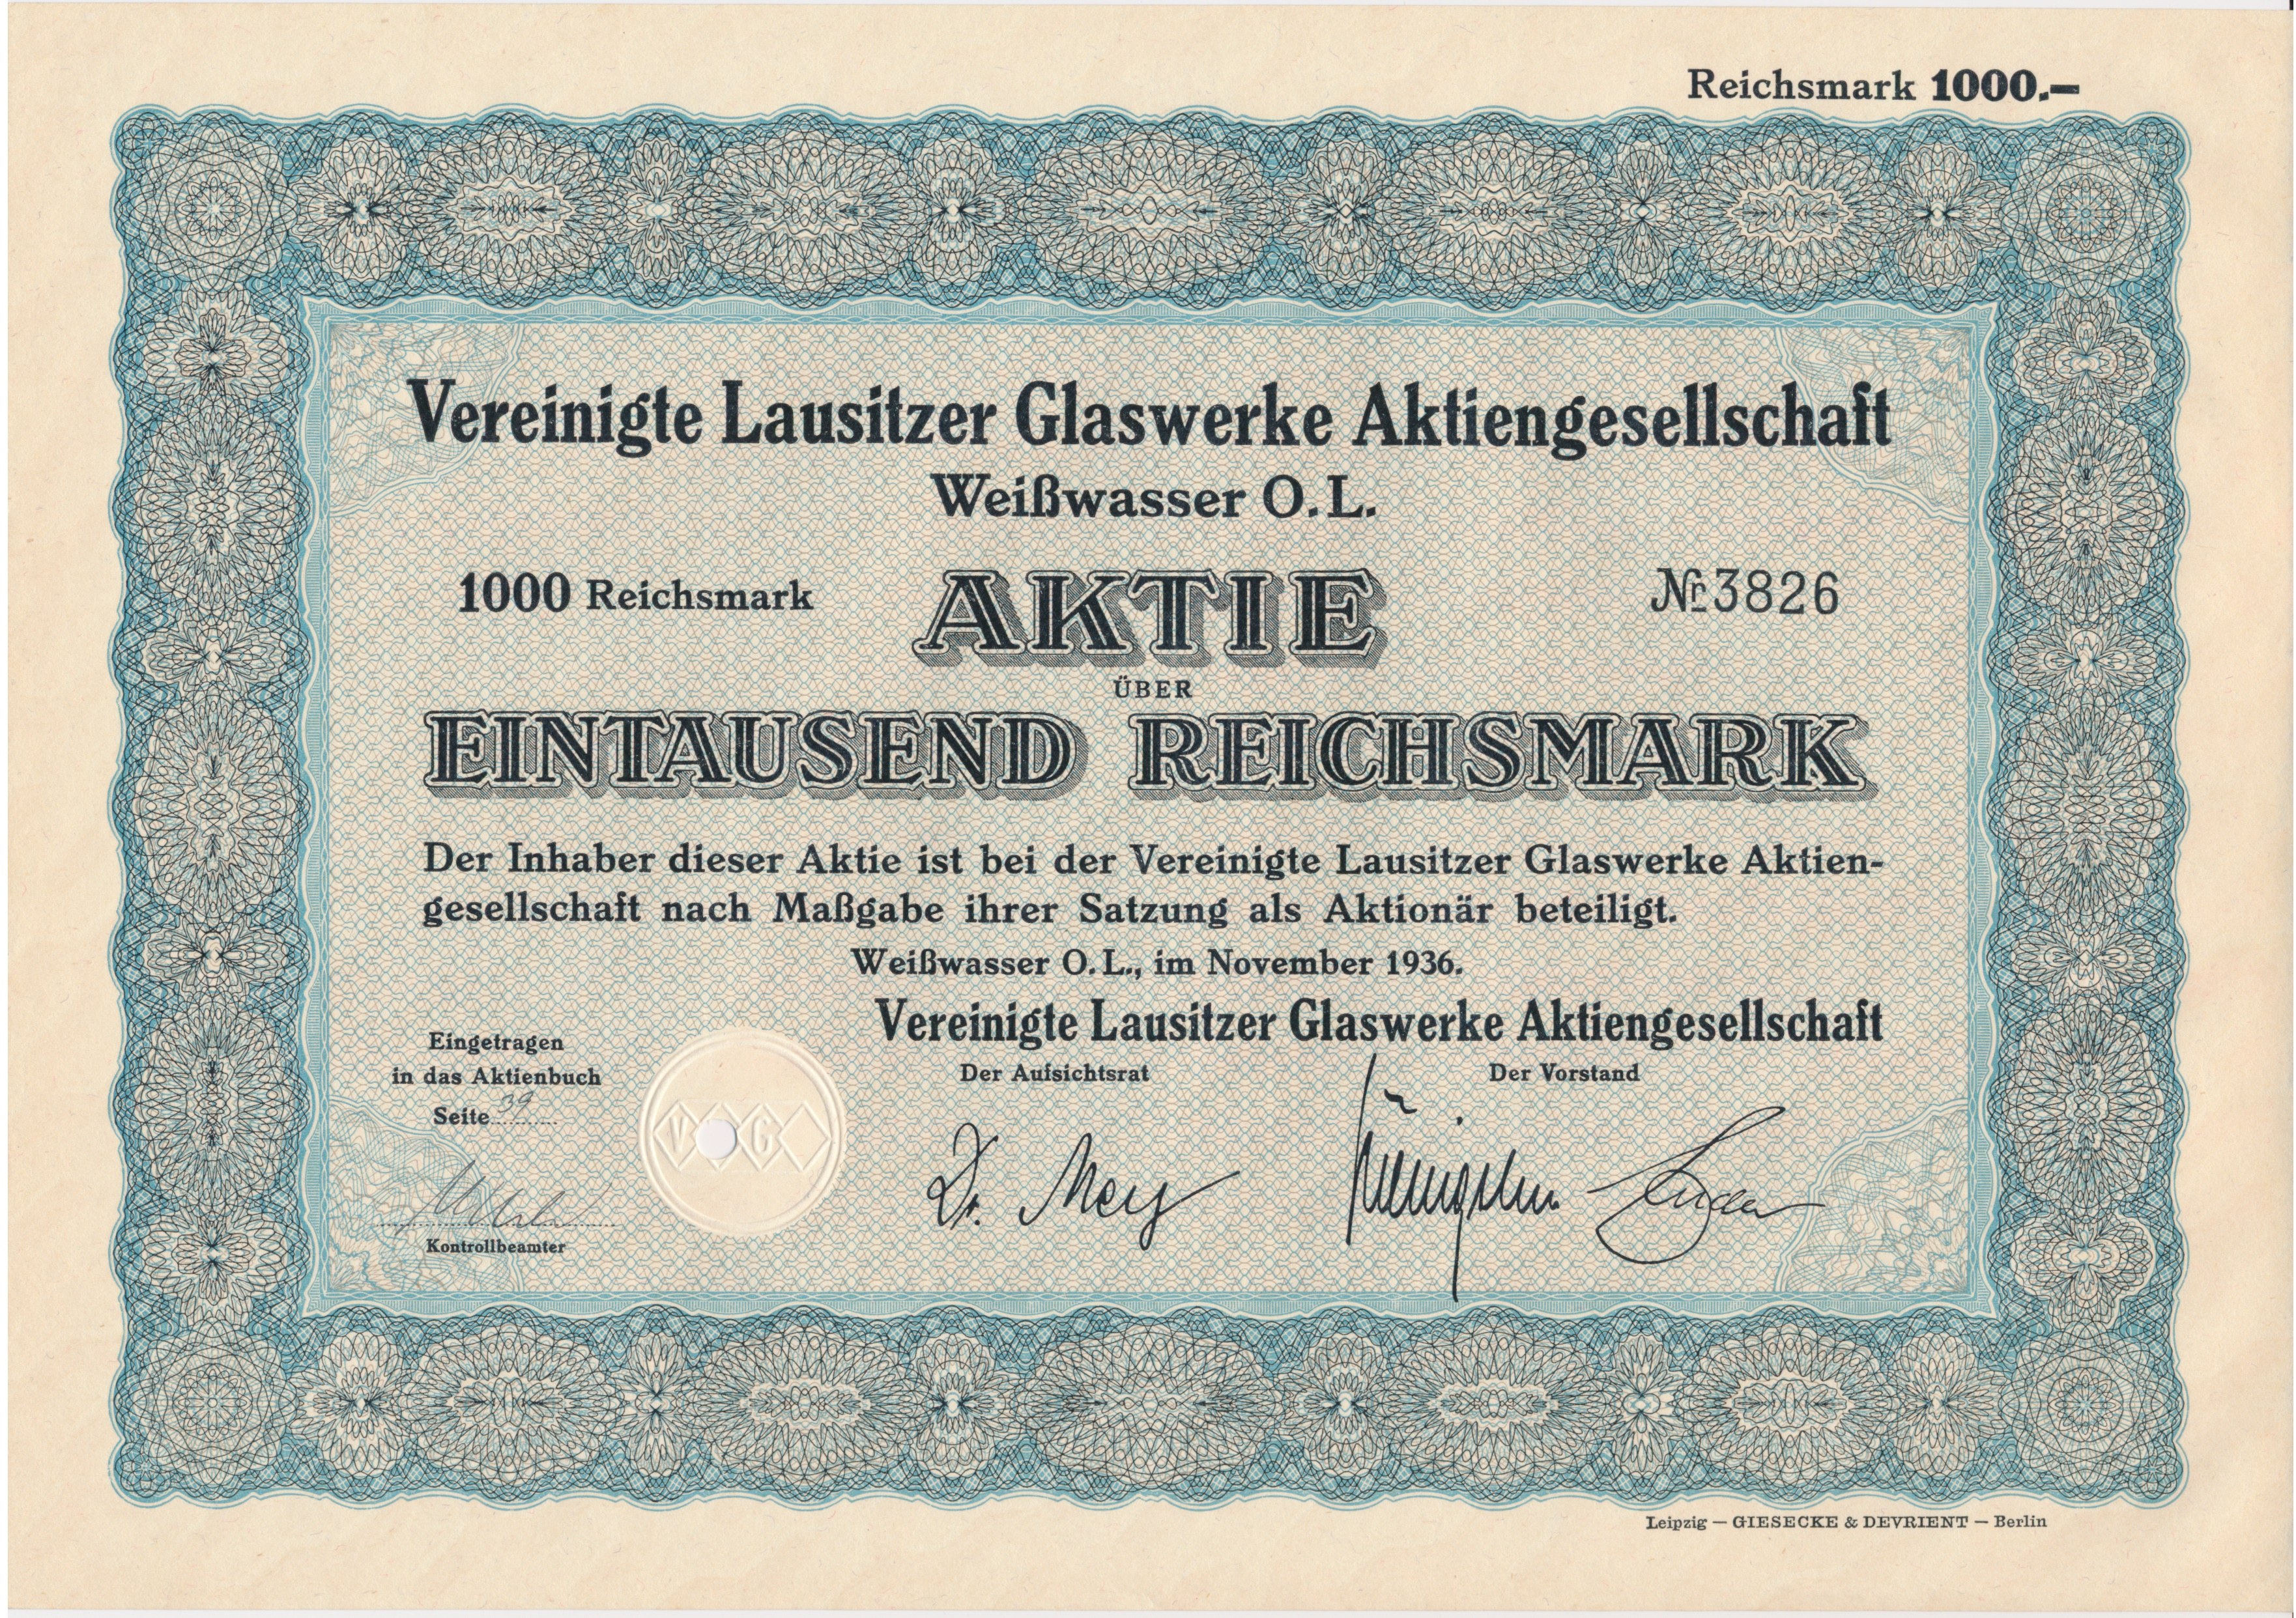 Reichsmark 1000.–
Vereinigte Lausitzer Glaswerke Aktiengesellschaft
Weißwasser O.L.
1000 Reichsmark
AKTIE
№ 3826
ÜBER
EINTAUSEND REICHSMARK
Der Inhaber dieser Aktie ist bei der Vereinigte Lausitzer Glaswerke Aktien-
gesellschaft nach Maßgabe ihrer Satzung als Aktionär beteiligt.
Weißwasser O.L., im November 1936.
Vereinigte Lausitzer Glaswerke Aktiengesellschaft
Der Aufsichtsrat
Der Vorstand
Eingetragen
in das Aktienbuch
Seite 39
V G
Dr. Mey
Kontrollbeamter
Leipzig — GIESECKE & DEVRIENT — Berlin